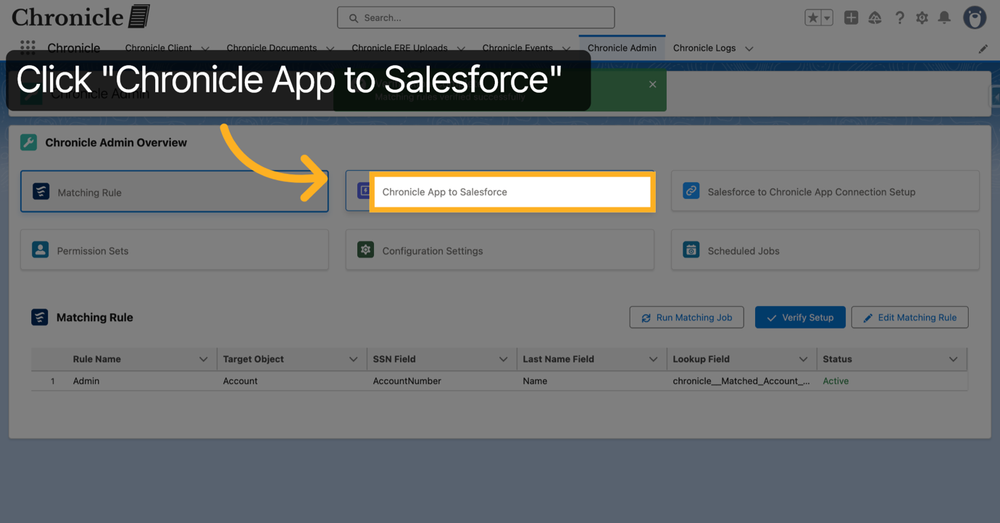 Chronicle
Search...
Chronicle
Chronicle Client
Chronicle Documents
Chronicle ERE Uploads
Chronicle Events
Chronicle Admin
Chronicle Logs
Click "Chronicle App to Salesforce"
Chronicle Admin
Matching rules verified successfully
Chronicle Admin Overview
Matching Rule
Chronicle App to Salesforce
Salesforce to Chronicle App Connection Setup
Permission Sets
Configuration Settings
Scheduled Jobs
Matching Rule
Run Matching Job
Verify Setup
Edit Matching Rule
Rule Name Target Object SSN Field Last Name Field Lookup Field Status
1 Admin Account AccountNumber Name chronicle__Matched_Account_... Active